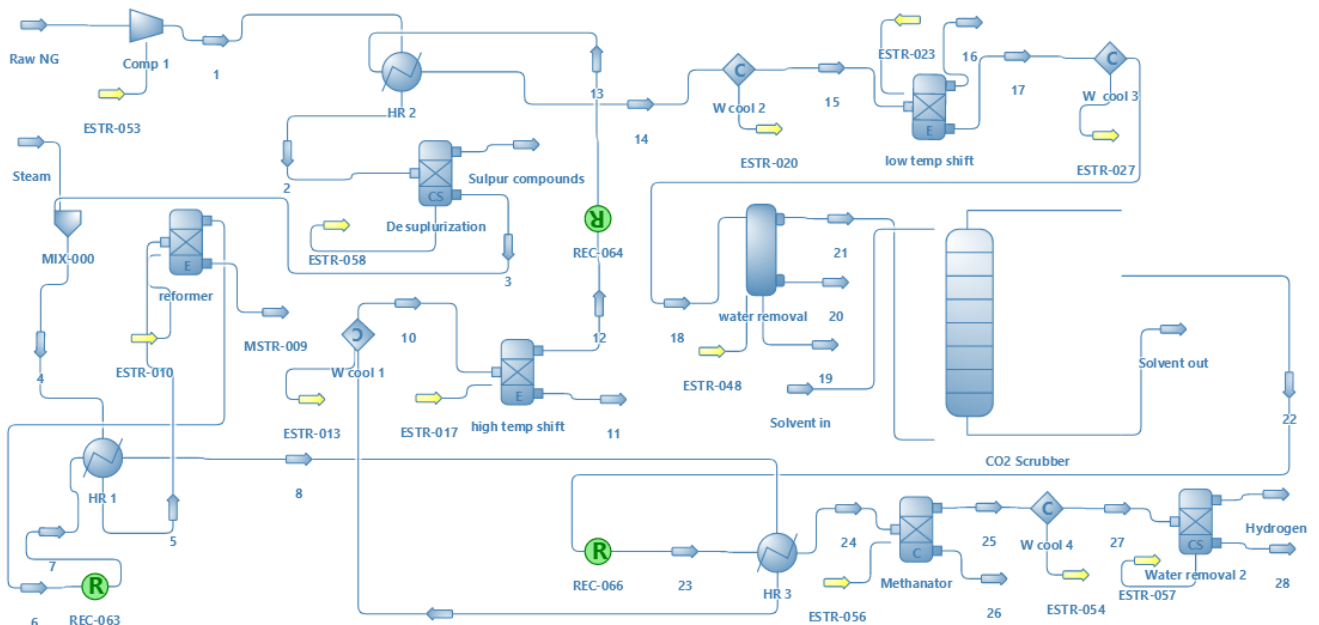 Raw NG
Comp 1
1
ESTR-053
HR 2
13
14
W cool 2
15
ESTR-020
ESTR-023
16
17
E
low temp shift
C
W cool 3
ESTR-027
Steam
2
CS
Sulpur compounds
Desuplurization
ESTR-058
3
R
REC-064
MIX-000
E
reformer
MSTR-009
ESTR-010
4
C
W cool 1
10
ESTR-013
12
E
ESTR-017
high temp shift
11
18
water removal
21
20
ESTR-048
19
Solvent in
Solvent out
CO2 Scrubber
22
HR 1
8
5
7
R
6
REC-063
R
REC-066
23
HR 3
24
C
Methanator
ESTR-056
25
26
C
W cool 4
ESTR-054
27
CS
Water removal 2
ESTR-057
Hydrogen
28
C